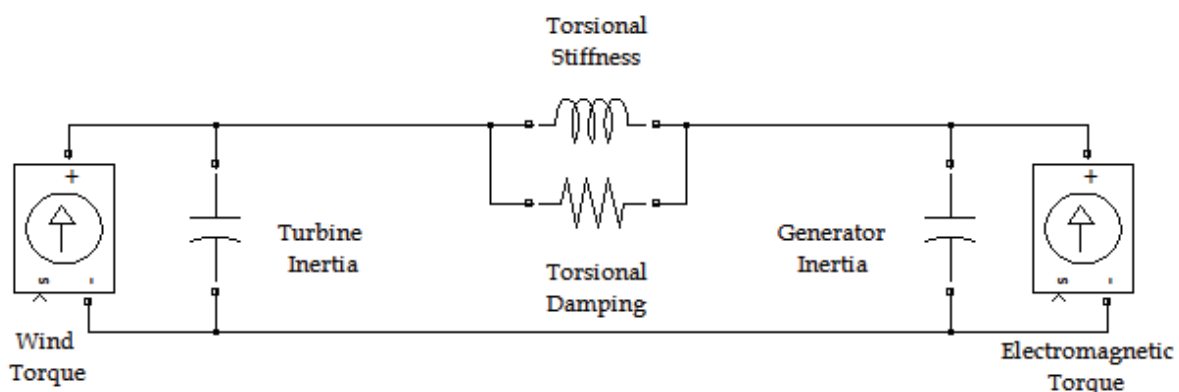 Torsional
Stiffness
+
+
Turbine
Inertia
Generator
Inertia
S
-
S
-
Torsional
Damping
Wind
Torque
Electromagnetic
Torque